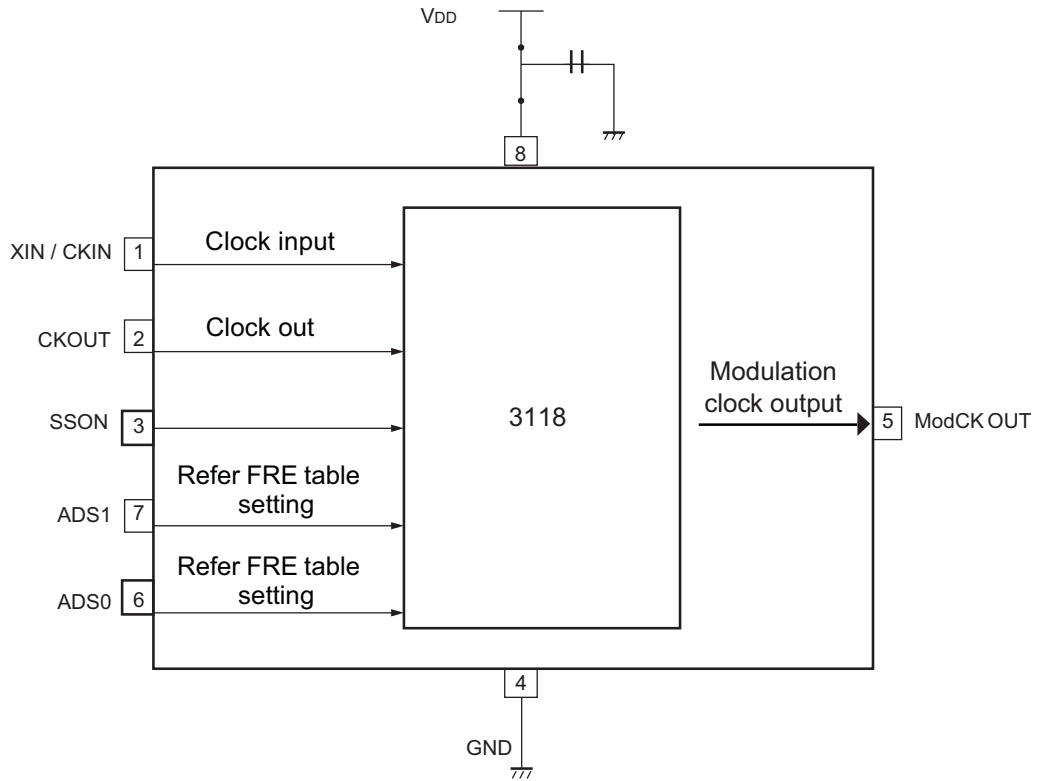 VDD
8
XIN / CKIN
1
Clock input
CKOUT
2
Clock out
SSON
3
3118
Modulation
clock output
5
ModCK OUT
Refer FRE table
setting
ADS1
7
Refer FRE table
setting
ADS0
6
4
GND